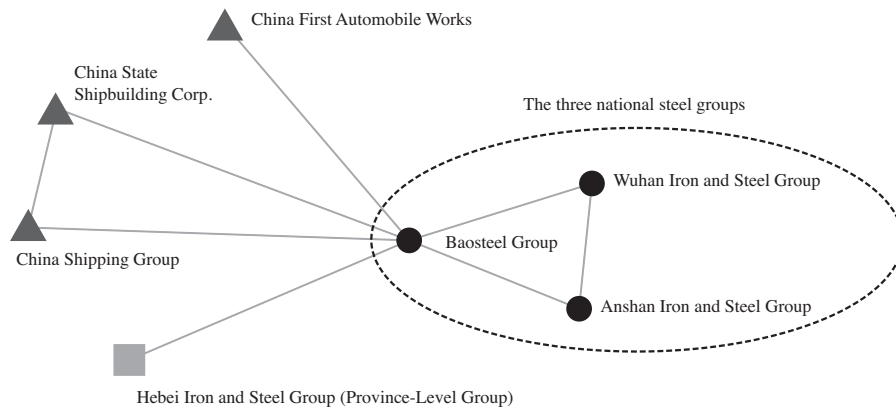 China First Automobile Works
China State
Shipbuilding Corp.
The three national steel groups
Wuhan Iron and Steel Group
Baosteel Group
China Shipping Group
Anshan Iron and Steel Group
Hebei Iron and Steel Group (Province-Level Group)